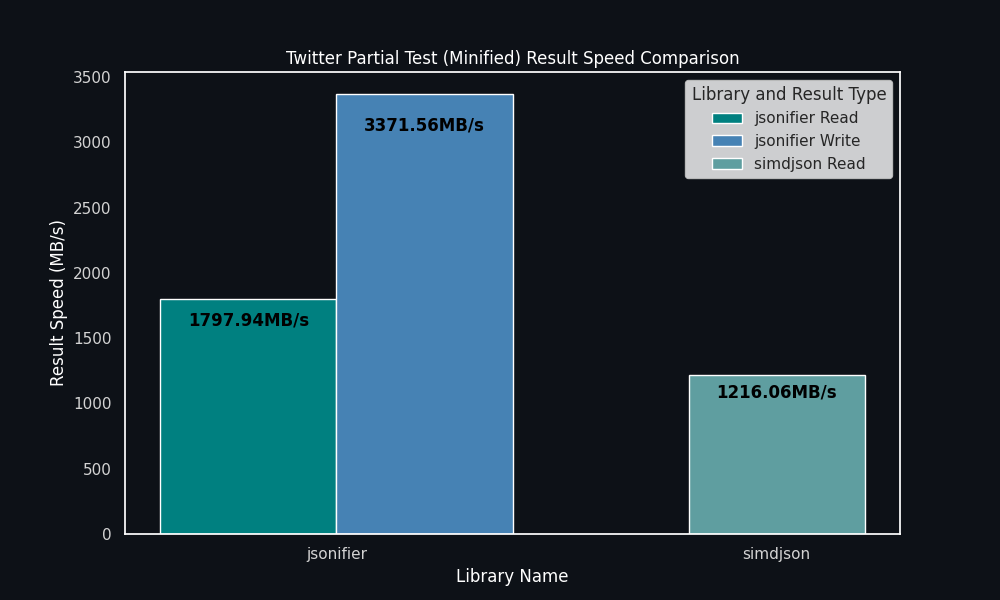 Twitter Partial Test (Minified) Result Speed Comparison
3500
3000
2500
2000
1500
1000
500
0
Result Speed (MB/s)
1797.94MB/s
3371.56MB/s
1216.06MB/s
Library and Result Type
jsonifier Read
jsonifier Write
simdjson Read
jsonifier
simdjson
Library Name